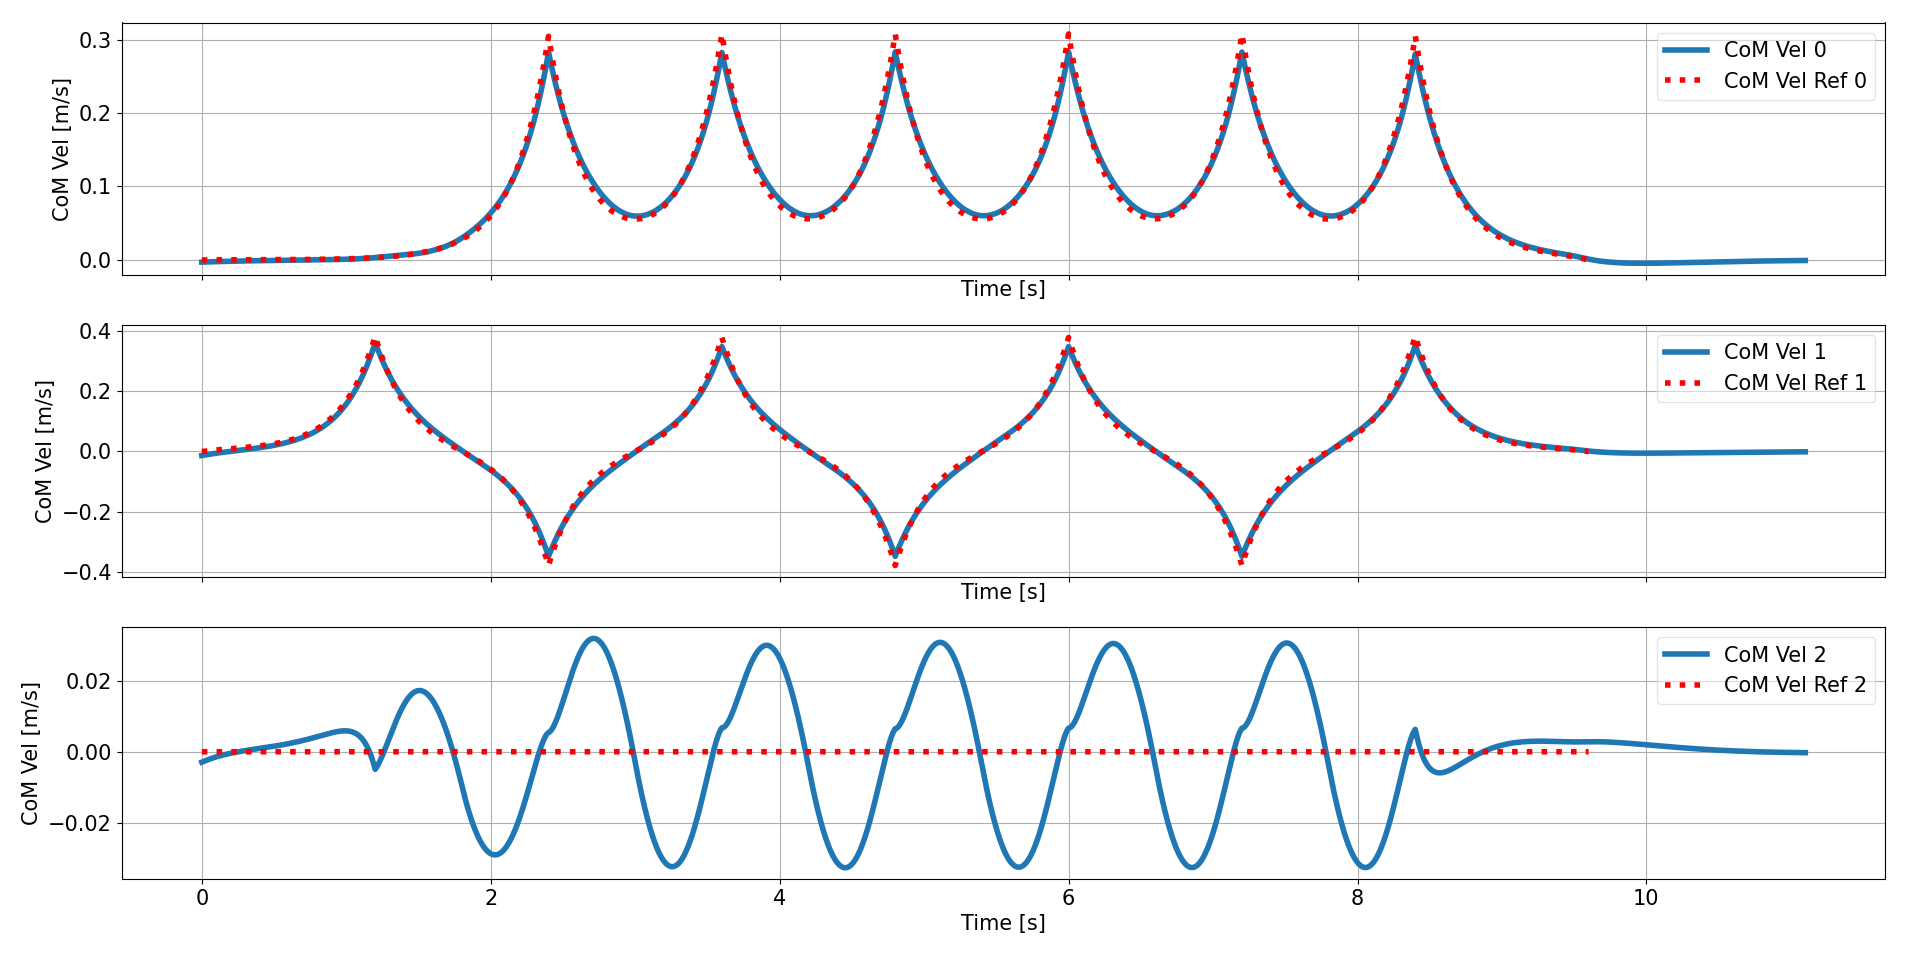 0.3
0.2
0.1
0.0
CoM Vel [m/s]
CoM Vel 0
CoM Vel Ref 0
Time [s]
0.4
0.2
0.0
−0.2
−0.4
CoM Vel [m/s]
CoM Vel 1
CoM Vel Ref 1
Time [s]
0.02
0.00
−0.02
CoM Vel [m/s]
CoM Vel 2
CoM Vel Ref 2
0 2 4 6 8 10
Time [s]